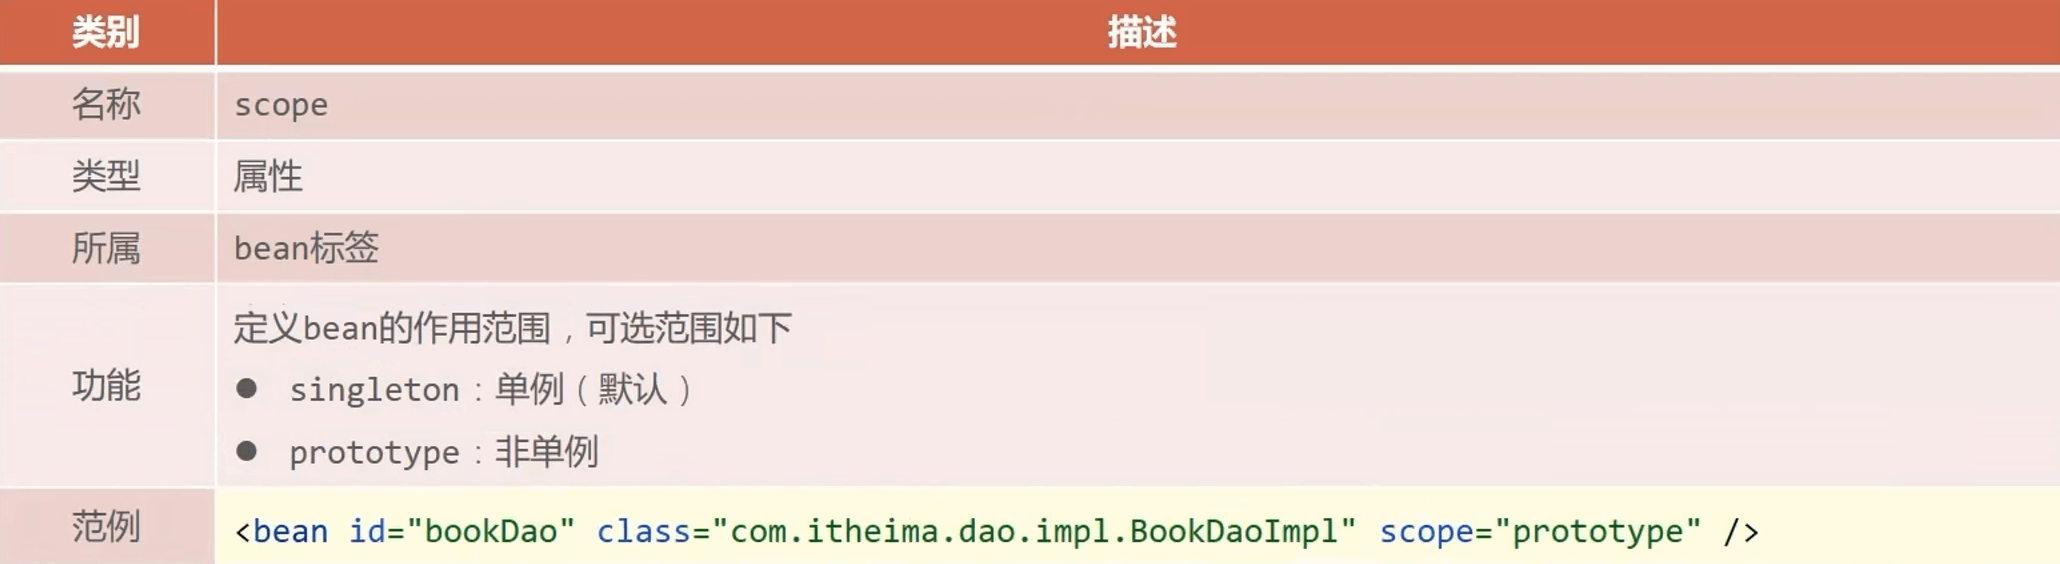 类别 描述
名称 scope
类型 属性
所属 bean标签
功能 定义bean的作用范围，可选范围如下
● singleton：单例（默认）
● prototype：非单例
范例 <bean id="bookDao" class="com.itheima.dao.impl.BookDaoImpl" scope="prototype" />